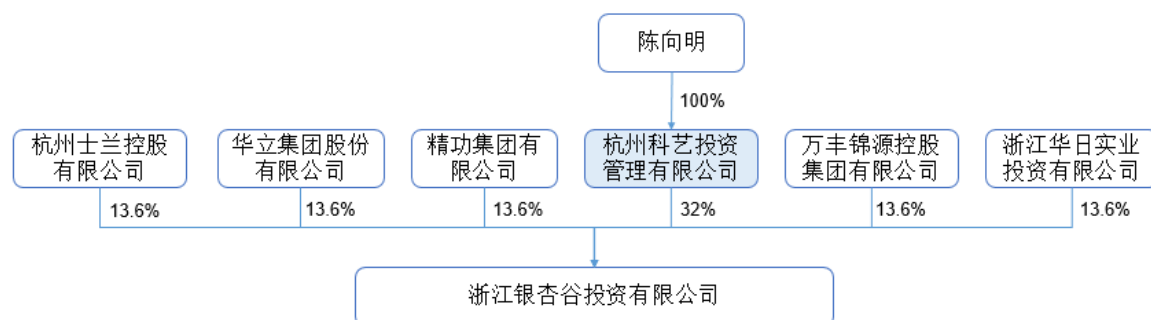 陈向明
100%
杭州士兰控股
有限公司
华立集团股份
有限公司
精功集团有
限公司
杭州科艺投资
管理有限公司
万丰锦源控股
集团有限公司
浙江华日实业
投资有限公司
13.6%
13.6%
13.6%
32%
13.6%
13.6%
浙江银杏谷投资有限公司